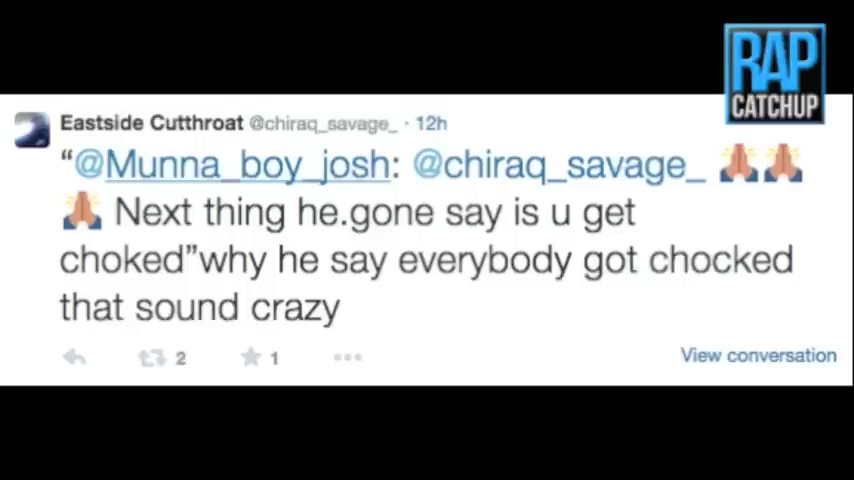 RAP
CATCHUP
Eastside Cutthroat @chiraq_savage_ · 12h
“@Munna_boy_josh: @chiraq_savage_ 🙏🙏
🙏 Next thing he.gone say is u get
choked”why he say everybody got chocked
that sound crazy
2 1 View conversation